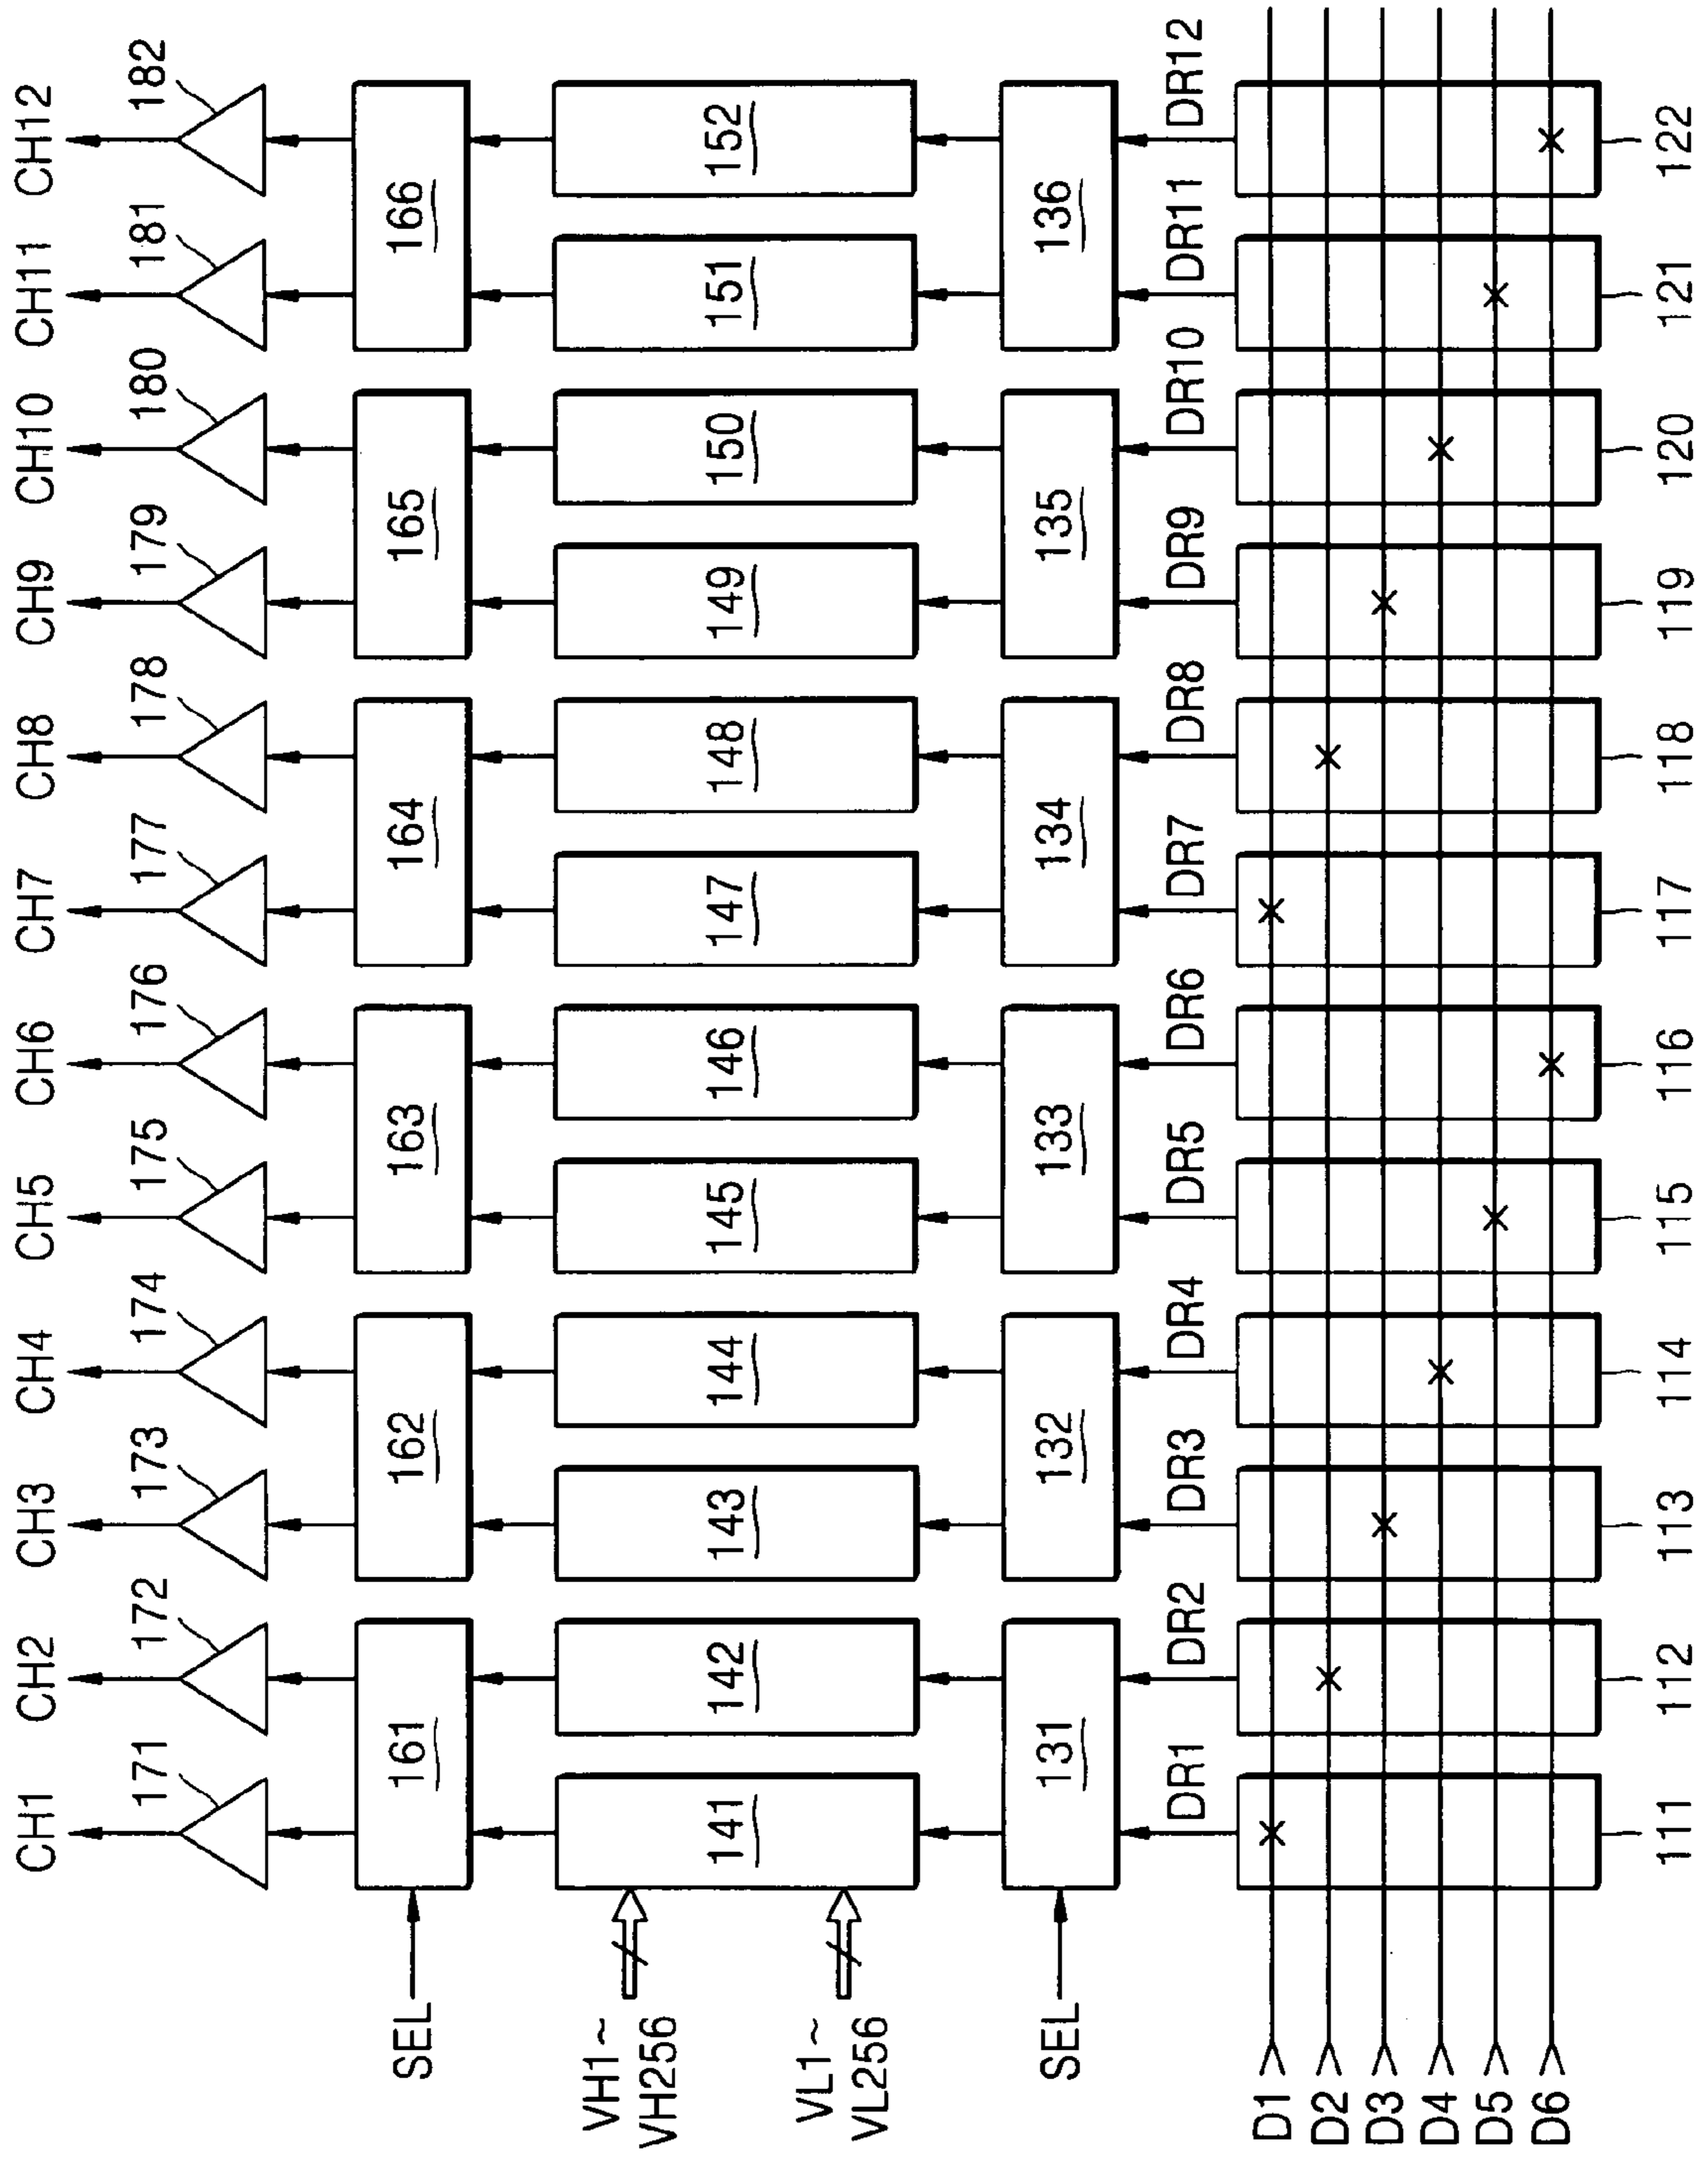 CH1 CH2 CH3 CH4 CH5 CH6 CH7 CH8 CH9 CH10 CH11 CH12
171 172 173 174 175 176 177 178 179 180 181 182
SEL 161 162 163 164 165 166
VH1~
VH256
VL1~
VL256
141 142 143 144 145 146 147 148 149 150 151 152
SEL 131 132 133 134 135 136
DR1 DR2 DR3 DR4 DR5 DR6 DR7 DR8 DR9 DR10 DR11 DR12
D1
D2
D3
D4
D5
D6
111 112 113 114 115 116 117 118 119 120 121 122